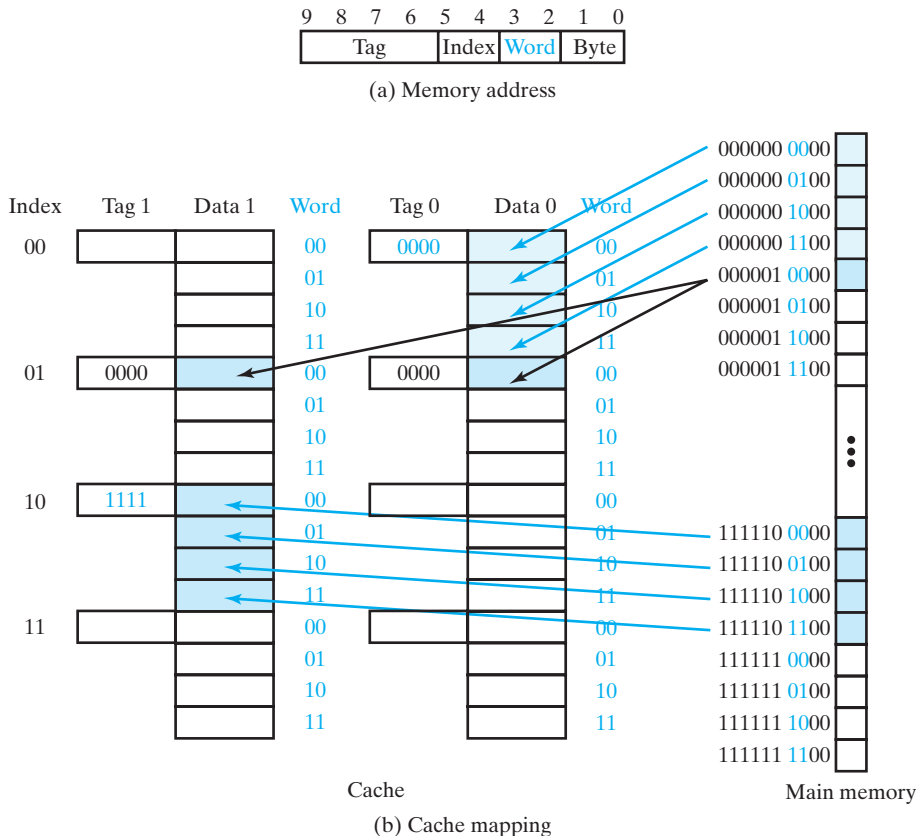 9 8 7 6 5 4 3 2 1 0
Tag Index Word Byte
(a) Memory address
000000 0000
000000 0100
Index Tag 1 Data 1 Word Tag 0 Data 0 Word
000000 1000
00 00 0000 00
000000 1100
01 01
000001 0000
10 10
000001 0100
11 11
000001 1000
01 0000 00 0000 00
000001 1100
01 01
10 10
11 11
10 1111 00 00
01 01
111110 0000
10 10
111110 0100
11 11
111110 1000
11 00 00
111110 1100
01 01
111111 0000
10 10
111111 0100
11 11
111111 1000
111111 1100
Cache
Main memory
(b) Cache mapping